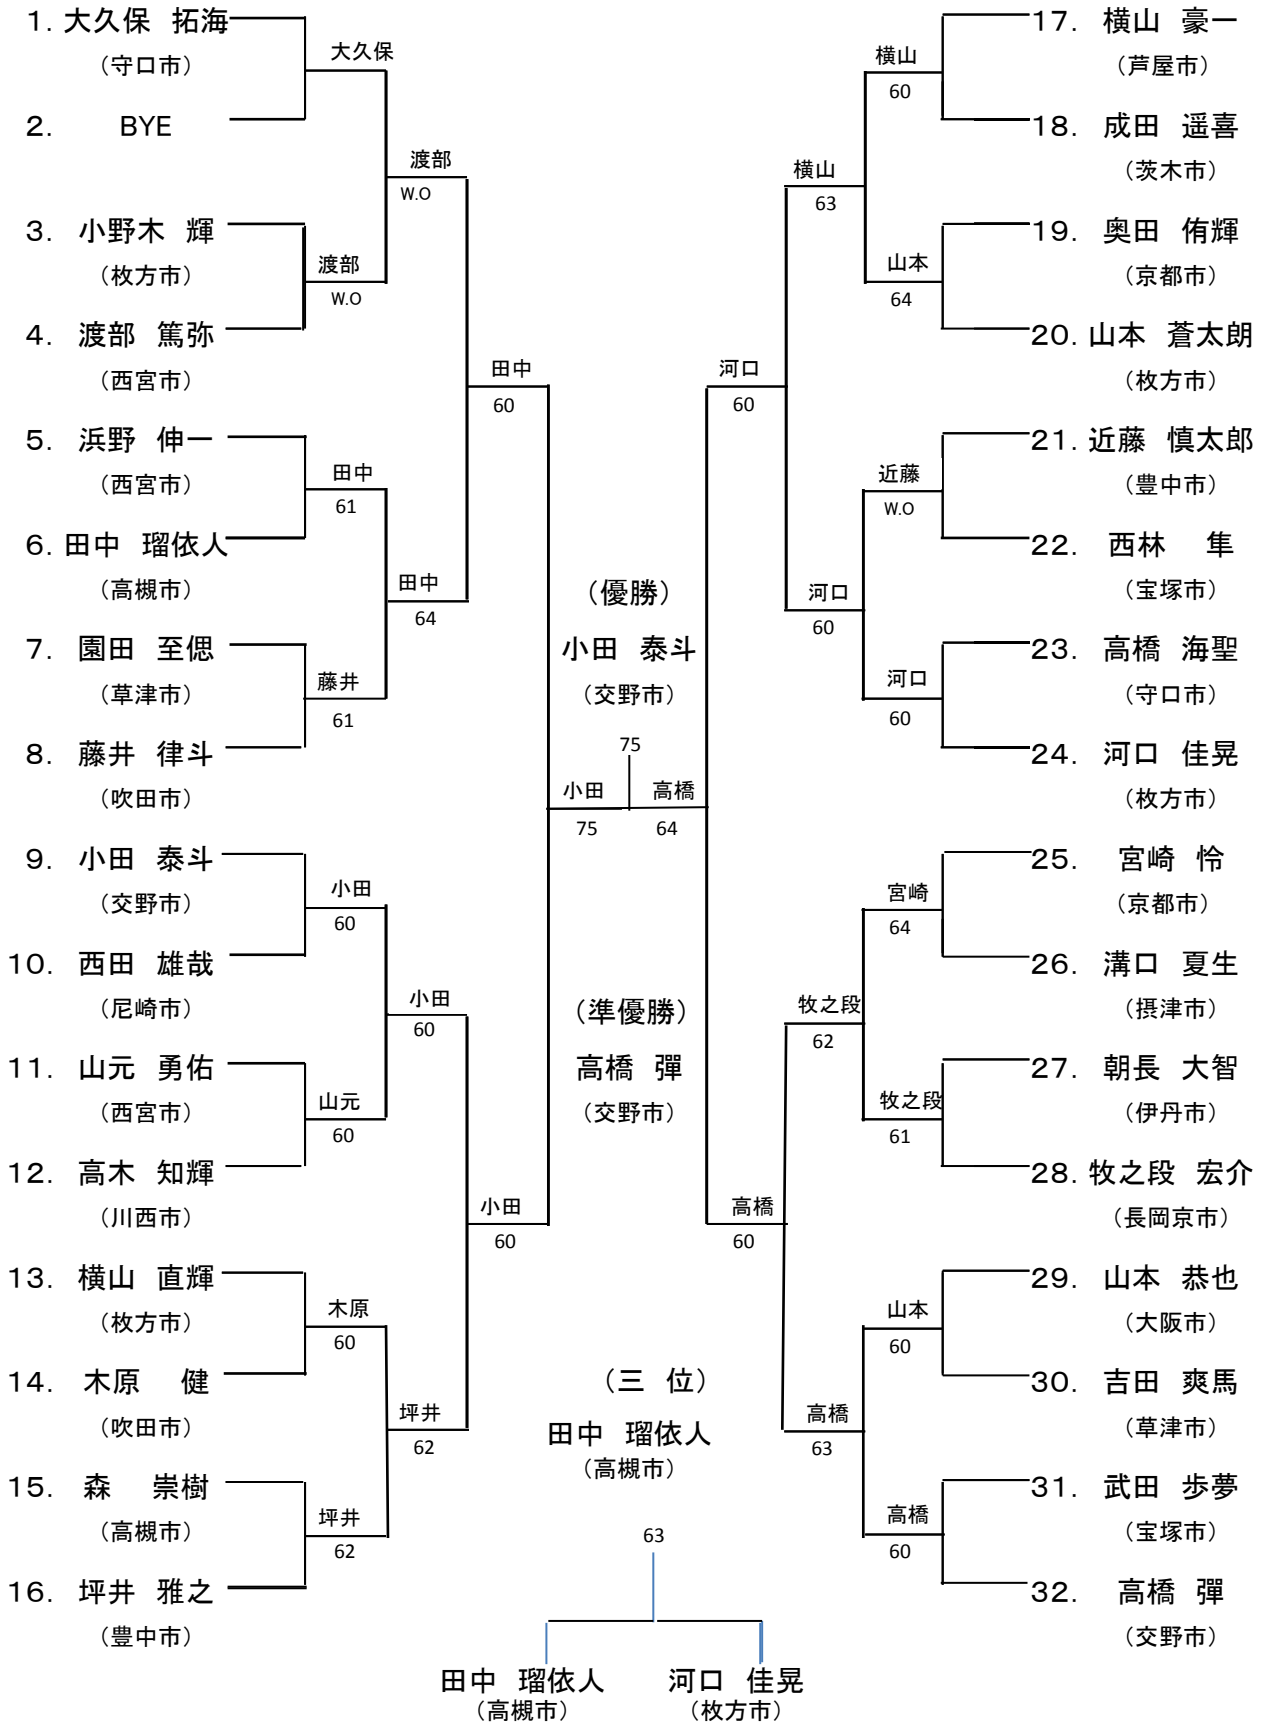 1. 大久保 拓海
（守口市）
2. BYE
3. 小野木 輝
（枚方市）
4. 渡部 篤弥
（西宮市）
5. 浜野 伸一
（西宮市）
6. 田中 瑠依人
（高槻市）
7. 園田 至偲
（草津市）
8. 藤井 律斗
（吹田市）
9. 小田 泰斗
（交野市）
10. 西田 雄哉
（尼崎市）
11. 山元 勇佑
（西宮市）
12. 高木 知輝
（川西市）
13. 横山 直輝
（枚方市）
14. 木原 健
（吹田市）
15. 森 崇樹
（高槻市）
16. 坪井 雅之
（豊中市）
大久保
渡部
W.O
田中
61
藤井
61
小田
60
山元
60
木原
60
坪井
62
渡部
W.O
田中
64
小田
60
坪井
62
田中
60
小田
60
（優勝）
小田 泰斗
（交野市）
75
小田
75
高橋
64
（準優勝）
高橋 彈
（交野市）
（三 位）
田中 瑠依人
（高槻市）
63
田中 瑠依人
（高槻市）
河口 佳晃
（枚方市）
河口
60
高橋
60
横山
63
河口
60
牧之段
62
高橋
63
横山
60
山本
64
近藤
W.O
河口
60
宮崎
64
牧之段
61
山本
60
高橋
60
17. 横山 豪一
（芦屋市）
18. 成田 遥喜
（茨木市）
19. 奥田 侑輝
（京都市）
20. 山本 蒼太朗
（枚方市）
21. 近藤 慎太郎
（豊中市）
22. 西林 隼
（宝塚市）
23. 高橋 海聖
（守口市）
24. 河口 佳晃
（枚方市）
25. 宮崎 怜
（京都市）
26. 溝口 夏生
（摂津市）
27. 朝長 大智
（伊丹市）
28. 牧之段 宏介
（長岡京市）
29. 山本 恭也
（大阪市）
30. 吉田 爽馬
（草津市）
31. 武田 歩夢
（宝塚市）
32. 高橋 彈
（交野市）